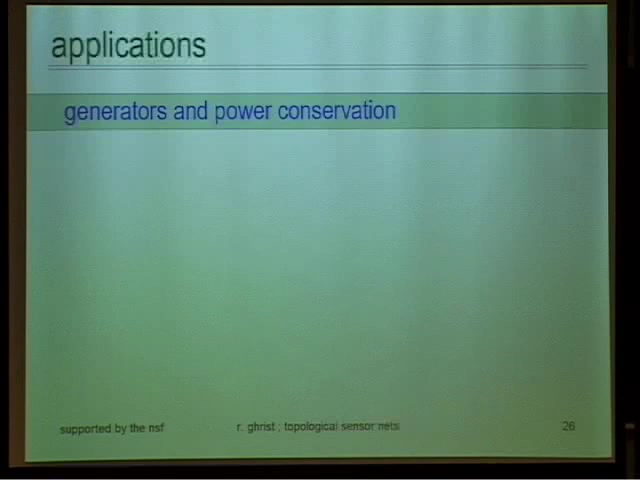 applications
generators and power conservation
supported by the nsf
r. ghrist ; topological sensor nets
26